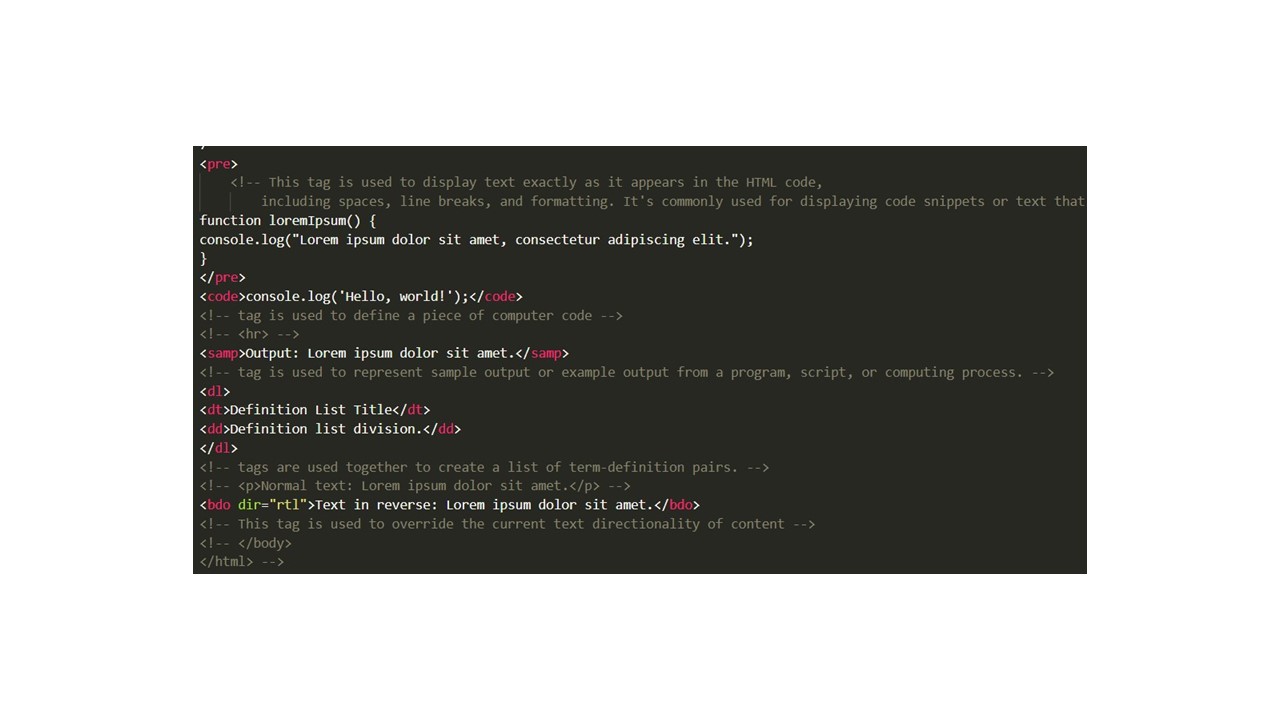 <pre>
<!-- This tag is used to display text exactly as it appears in the HTML code,
including spaces, line breaks, and formatting. It's commonly used for displaying code snippets or text that
function loremIpsum() {
console.log("Lorem ipsum dolor sit amet, consectetur adipiscing elit.");
}
</pre>
<code>console.log('Hello, world!');</code>
<!-- tag is used to define a piece of computer code -->
<!-- <hr> -->
<samp>Output: Lorem ipsum dolor sit amet.</samp>
<!-- tag is used to represent sample output or example output from a program, script, or computing process. -->
<dl>
<dt>Definition List Title</dt>
<dd>Definition list division.</dd>
</dl>
<!-- tags are used together to create a list of term-definition pairs. -->
<!-- <p>Normal text: Lorem ipsum dolor sit amet.</p> -->
<bdo dir="rtl">Text in reverse: Lorem ipsum dolor sit amet.</bdo>
<!-- This tag is used to override the current text directionality of content -->
<!-- </body>
</html> -->